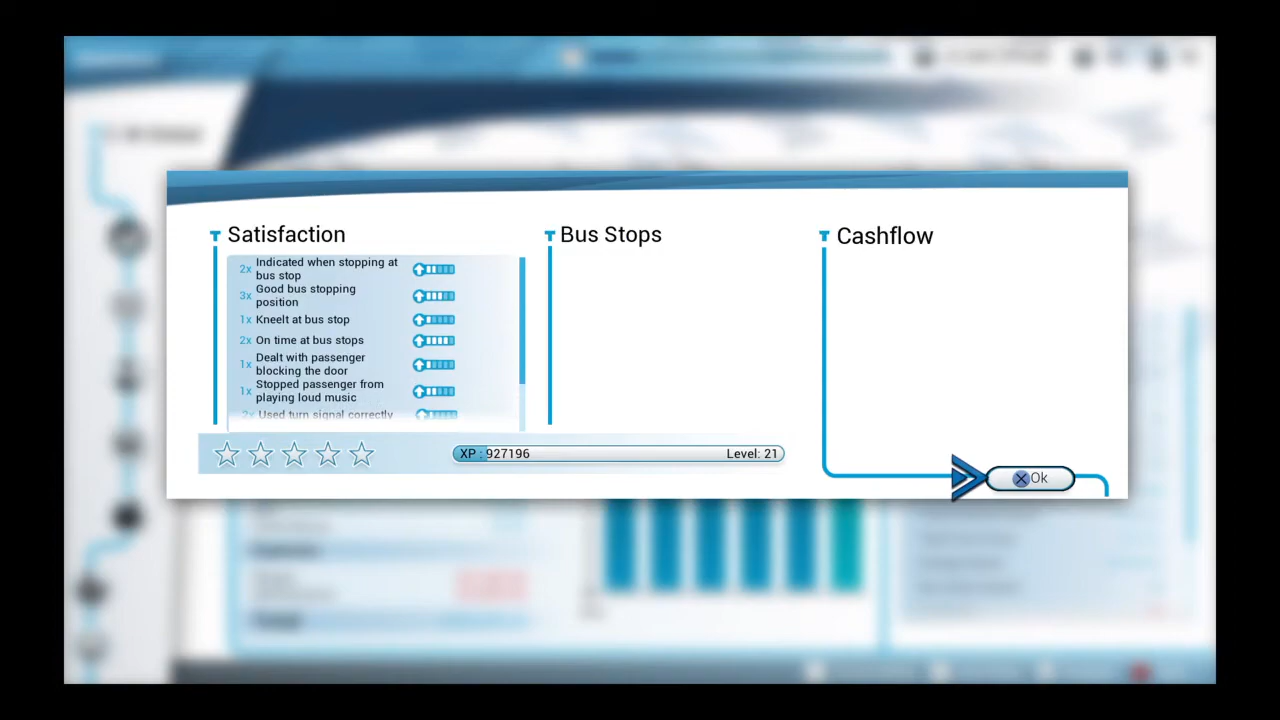 Satisfaction
2x Indicated when stopping at
bus stop
3x Good bus stopping
position
1x Kneelt at bus stop
2x On time at bus stops
1x Dealt with passenger
blocking the door
1x Stopped passenger from
playing loud music
2x Used turn signal correctly
Bus Stops
Cashflow
XP : 927196
Level: 21
Ok